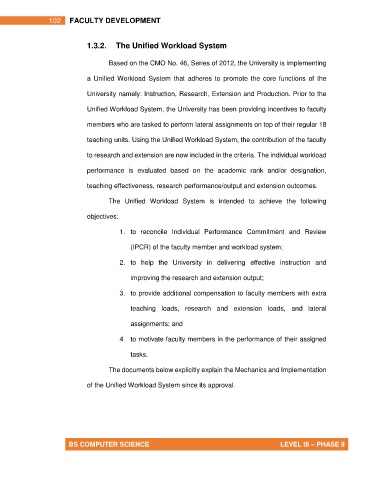 102 FACULTY DEVELOPMENT
1.3.2. The Unified Workload System
Based on the CMO No. 46, Series of 2012, the University is implementing
a Unified Workload System that adheres to promote the core functions of the
University namely: Instruction, Research, Extension and Production. Prior to the
Unified Workload System, the University has been providing incentives to faculty
members who are tasked to perform lateral assignments on top of their regular 18
teaching units. Using the Unified Workload System, the contribution of the faculty
to research and extension are now included in the criteria. The individual workload
performance is evaluated based on the academic rank and/or designation,
teaching effectiveness, research performance/output and extension outcomes.
The Unified Workload System is intended to achieve the following
objectives:
1. to reconcile Individual Performance Commitment and Review
(IPCR) of the faculty member and workload system;
2. to help the University in delivering effective instruction and
improving the research and extension output;
3. to provide additional compensation to faculty members with extra
teaching loads, research and extension loads, and lateral
assignments; and
4. to motivate faculty members in the performance of their assigned
tasks.
The documents below explicitly explain the Mechanics and Implementation
of the Unified Workload System since its approval.
BS COMPUTER SCIENCE LEVEL III – PHASE II